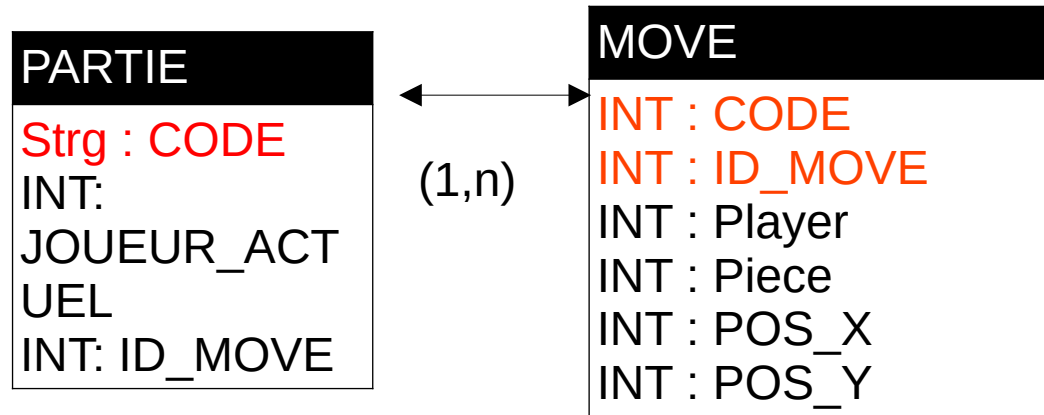 PARTIE
Strg : CODE
INT:
JOUEUR_ACT
UEL
INT: ID_MOVE
(1,n)
MOVE
INT : CODE
INT : ID_MOVE
INT : Player
INT : Piece
INT : POS_X
INT : POS_Y